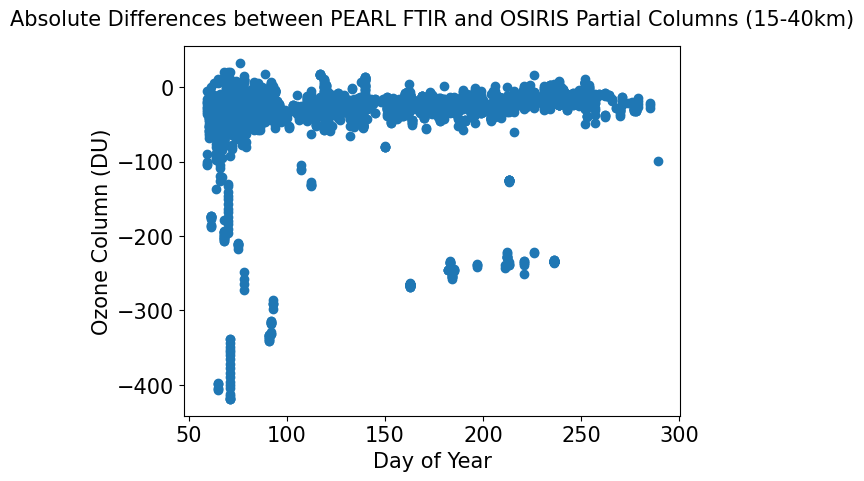 Absolute Differences between PEARL FTIR and OSIRIS Partial Columns (15-40km)
0
−100
−200
−300
−400
Ozone Column (DU)
50 100 150 200 250 300
Day of Year